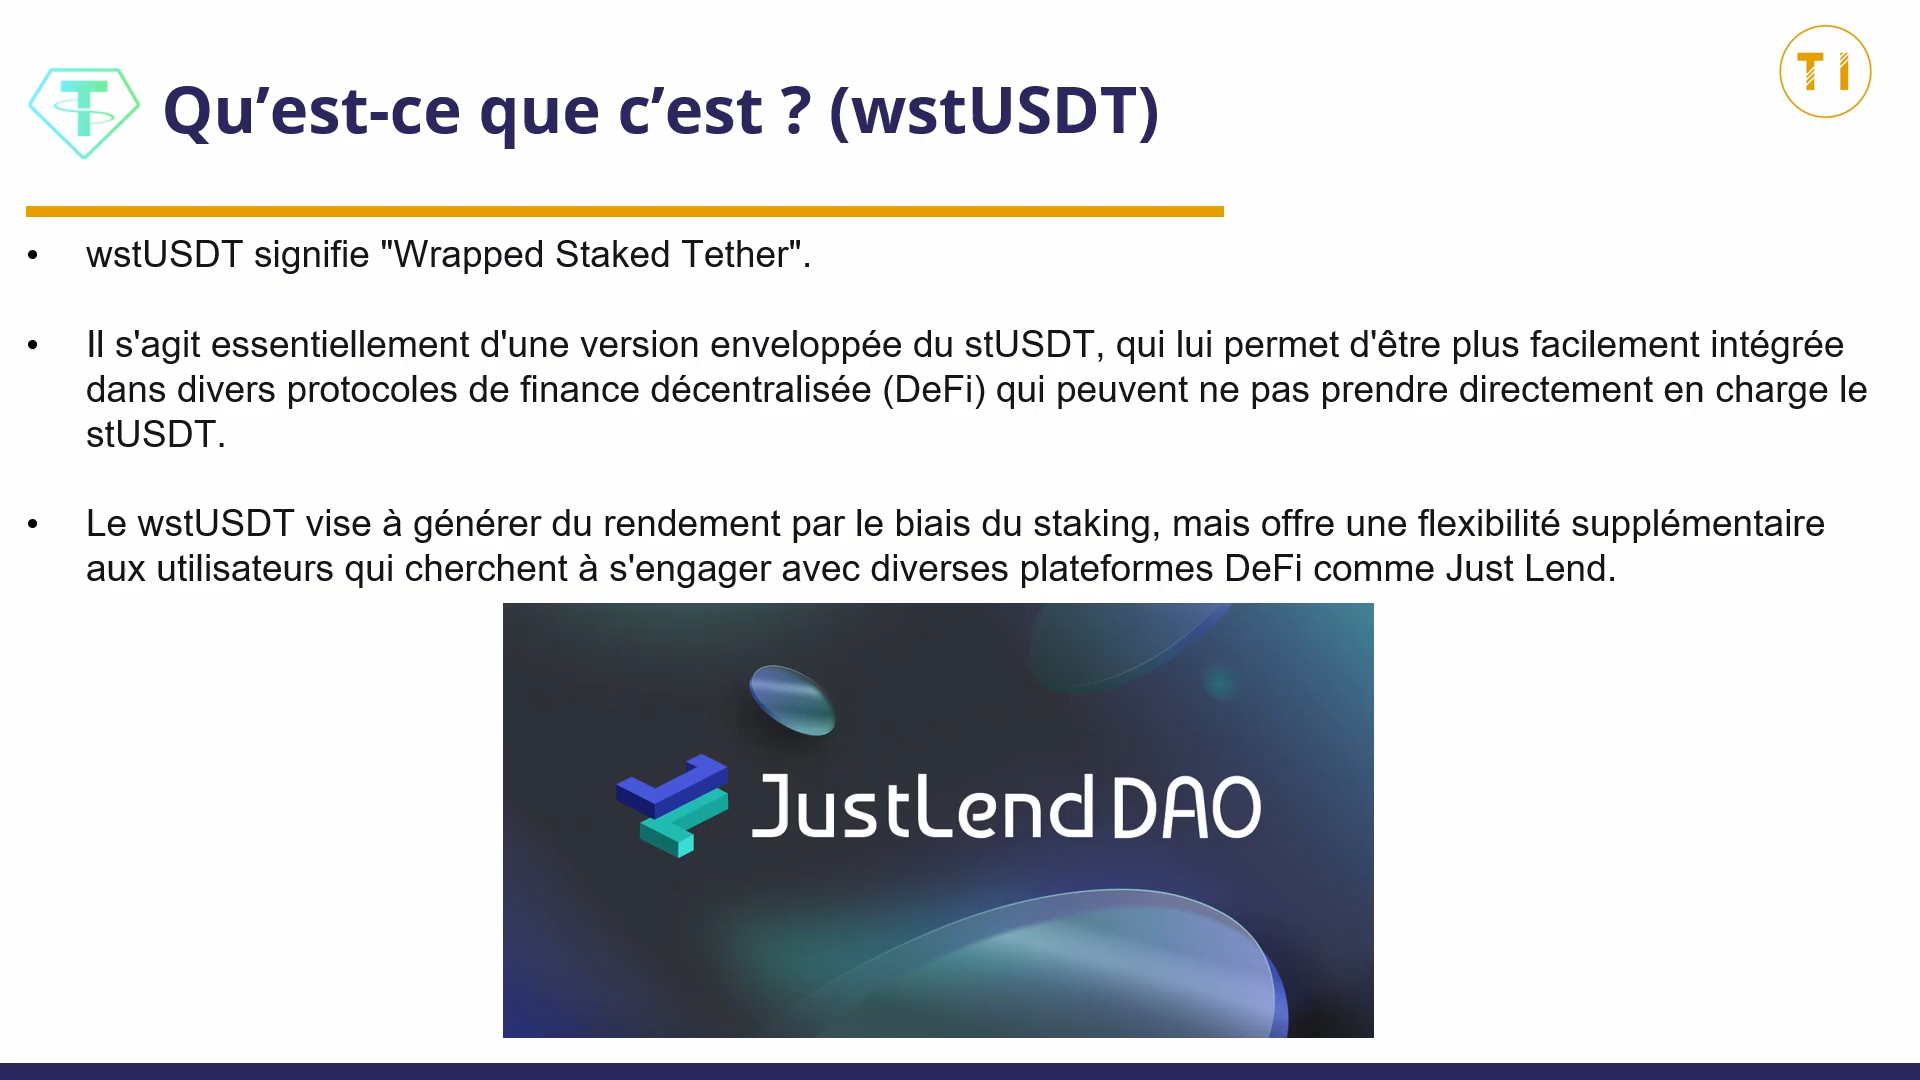 TI
Qu’est-ce que c’est ? (wstUSDT)
• wstUSDT signifie "Wrapped Staked Tether".
• Il s'agit essentiellement d'une version enveloppée du stUSDT, qui lui permet d'être plus facilement intégrée
dans divers protocoles de finance décentralisée (DeFi) qui peuvent ne pas prendre directement en charge le
stUSDT.
• Le wstUSDT vise à générer du rendement par le biais du staking, mais offre une flexibilité supplémentaire
aux utilisateurs qui cherchent à s'engager avec diverses plateformes DeFi comme Just Lend.
JustLend DAO